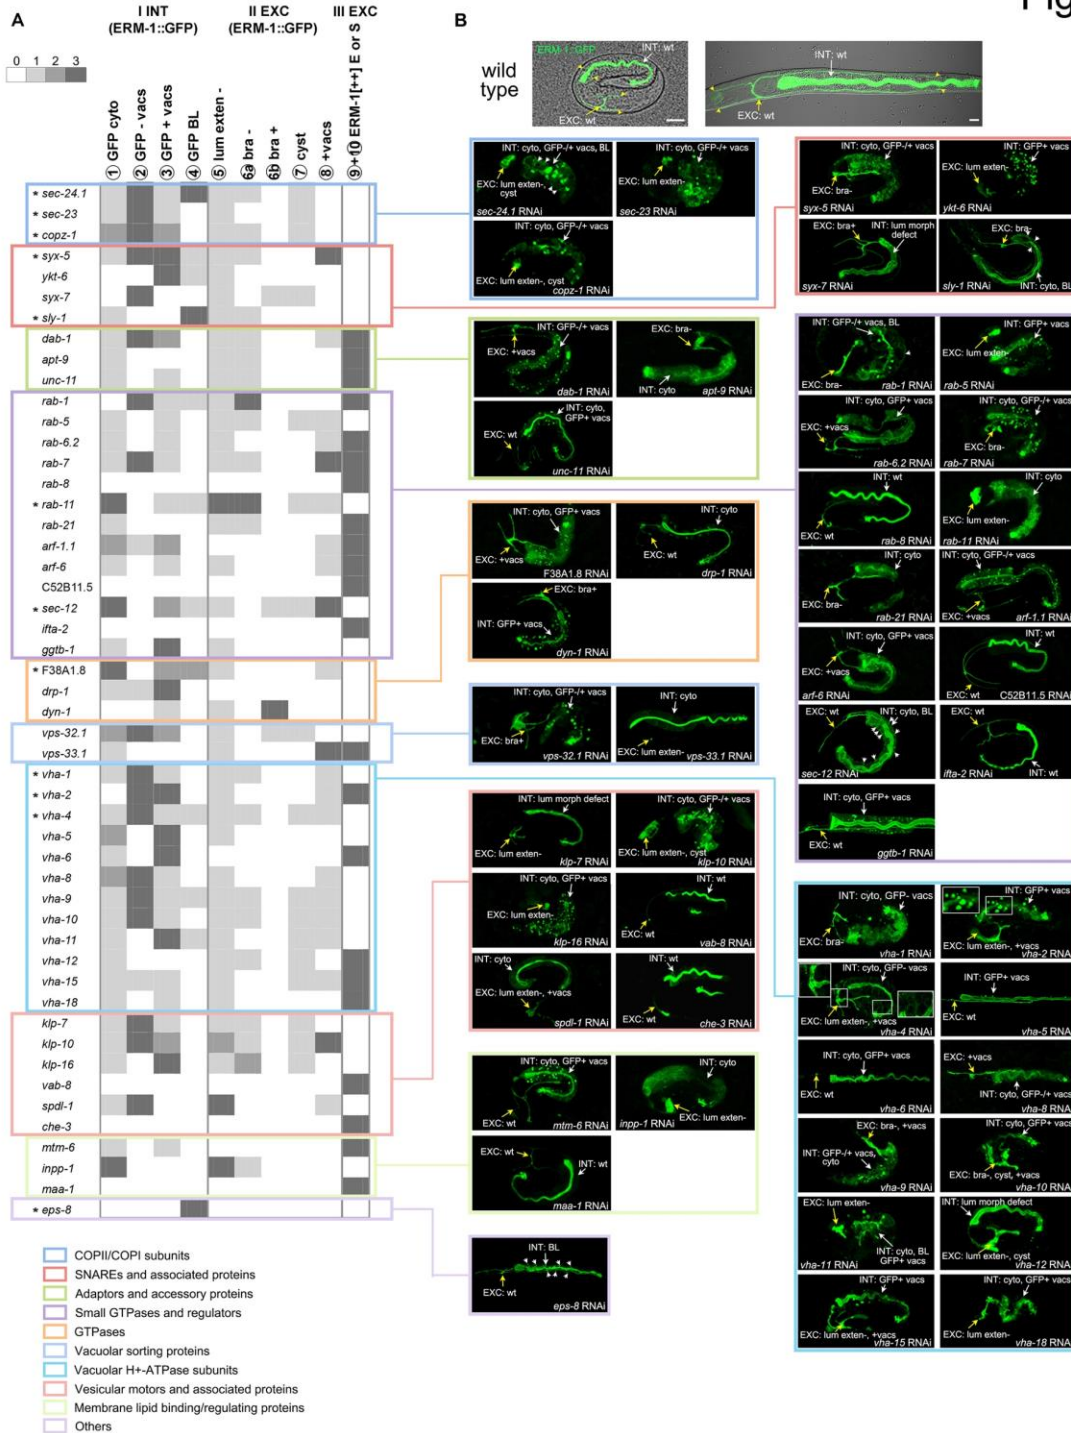 Fig
A
I INT
(ERM-1::GFP)
II EXC
(ERM-1::GFP)
III EXC
0 1 2 3
① GFP cyto
② GFP - vacs
③ GFP + vacs
④ GFP BL
⑤ lum exten -
6a bra -
6b bra +
⑦ cyst
⑧ +vacs
9+10 ERM-1[++] E or S
* sec-24.1
* sec-23
* copz-1
* syx-5
ykt-6
syx-7
* sly-1
dab-1
apt-9
unc-11
rab-1
rab-5
rab-6.2
rab-7
rab-8
* rab-11
rab-21
arf-1.1
arf-6
C52B11.5
* sec-12
ifta-2
ggtb-1
* F38A1.8
drp-1
dyn-1
vps-32.1
vps-33.1
* vha-1
* vha-2
* vha-4
vha-5
vha-6
vha-8
vha-9
vha-10
vha-11
vha-12
vha-15
vha-18
klp-7
klp-10
klp-16
vab-8
spdl-1
che-3
mtm-6
inpp-1
maa-1
* eps-8
COPII/COPI subunits
SNAREs and associated proteins
Adaptors and accessory proteins
Small GTPases and regulators
GTPases
Vacuolar sorting proteins
Vacuolar H+-ATPase subunits
Vesicular motors and associated proteins
Membrane lipid binding/regulating proteins
Others
B
wild
type
ERM-1::GFP
INT: wt
EXC: wt
INT: wt
EXC: wt
INT: cyto, GFP-/+ vacs, BL
EXC: lum exten-,
cyst
sec-24.1 RNAi
INT: cyto, GFP-/+ vacs
EXC: lum exten-
sec-23 RNAi
INT: cyto, GFP-/+ vacs
EXC: lum exten-, cyst
copz-1 RNAi
INT: cyto, GFP-/+ vacs
EXC: bra-
syx-5 RNAi
INT: GFP+ vacs
EXC: lum exten-
ykt-6 RNAi
EXC: bra+
INT: lum morph
defect
syx-7 RNAi
EXC: bra-
INT: cyto, BL
sly-1 RNAi
INT: GFP-/+ vacs
EXC: +vacs
dab-1 RNAi
EXC: bra-
INT: cyto
apt-9 RNAi
INT: cyto,
GFP+ vacs
EXC: wt
unc-11 RNAi
INT: GFP-/+ vacs, BL
EXC: bra-
rab-1 RNAi
INT: GFP+ vacs
EXC: lum exten-
rab-5 RNAi
INT: cyto, GFP+ vacs
EXC: +vacs
rab-6.2 RNAi
INT: cyto, GFP-/+ vacs
EXC: bra-
rab-7 RNAi
INT: wt
EXC: wt
rab-8 RNAi
INT: cyto
EXC: lum exten-
rab-11 RNAi
INT: cyto
EXC: bra-
rab-21 RNAi
INT: cyto, GFP-/+ vacs
EXC: +vacs
arf-1.1 RNAi
INT: cyto, GFP+ vacs
EXC: +vacs
arf-6 RNAi
INT: wt
EXC: wt
C52B11.5 RNAi
EXC: wt
INT: cyto, BL
sec-12 RNAi
EXC: wt
INT: wt
ifta-2 RNAi
INT: cyto, GFP+ vacs
EXC: wt
ggtb-1 RNAi
INT: cyto, GFP+ vacs
EXC: +vacs
F38A1.8 RNAi
INT: cyto
EXC: wt
drp-1 RNAi
EXC: bra+
INT: GFP+ vacs
dyn-1 RNAi
INT: cyto, GFP-/+ vacs
EXC: bra+
vps-32.1 RNAi
INT: cyto
EXC: lum exten-
vps-33.1 RNAi
INT: lum morph defect
EXC: lum exten-
klp-7 RNAi
INT: cyto, GFP-/+ vacs
EXC: lum exten-, cyst
klp-10 RNAi
INT: cyto, GFP+ vacs
EXC: lum exten-
klp-16 RNAi
INT: wt
EXC: wt
vab-8 RNAi
INT: cyto
EXC: lum exten-, +vacs
spdl-1 RNAi
INT: wt
EXC: wt
che-3 RNAi
INT: cyto, GFP+ vacs
EXC: wt
mtm-6 RNAi
INT: cyto
EXC: lum exten-
inpp-1 RNAi
EXC: wt
INT: wt
maa-1 RNAi
INT: BL
EXC: wt
eps-8 RNAi
INT: cyto, GFP- vacs
EXC: bra-
vha-1 RNAi
INT: GFP+ vacs
EXC: lum exten-, +vacs
vha-2 RNAi
INT: cyto, GFP- vacs
EXC: lum exten-, +vacs
vha-4 RNAi
INT: GFP+ vacs
EXC: wt
vha-5 RNAi
INT: cyto, GFP+ vacs
EXC: wt
vha-6 RNAi
EXC: +vacs
INT: cyto, GFP-/+ vacs
vha-8 RNAi
EXC: bra-, +vacs
INT: GFP-/+ vacs,
cyto
vha-9 RNAi
INT: cyto, GFP+ vacs
EXC: bra-, cyst, +vacs
vha-10 RNAi
EXC: lum exten-
INT: cyto, BL
GFP+ vacs
vha-11 RNAi
INT: lum morph defect
EXC: lum exten-, cyst
vha-12 RNAi
INT: GFP+ vacs
EXC: lum exten-, +vacs
vha-15 RNAi
INT: cyto, GFP+ vacs
EXC: lum exten-
vha-18 RNAi